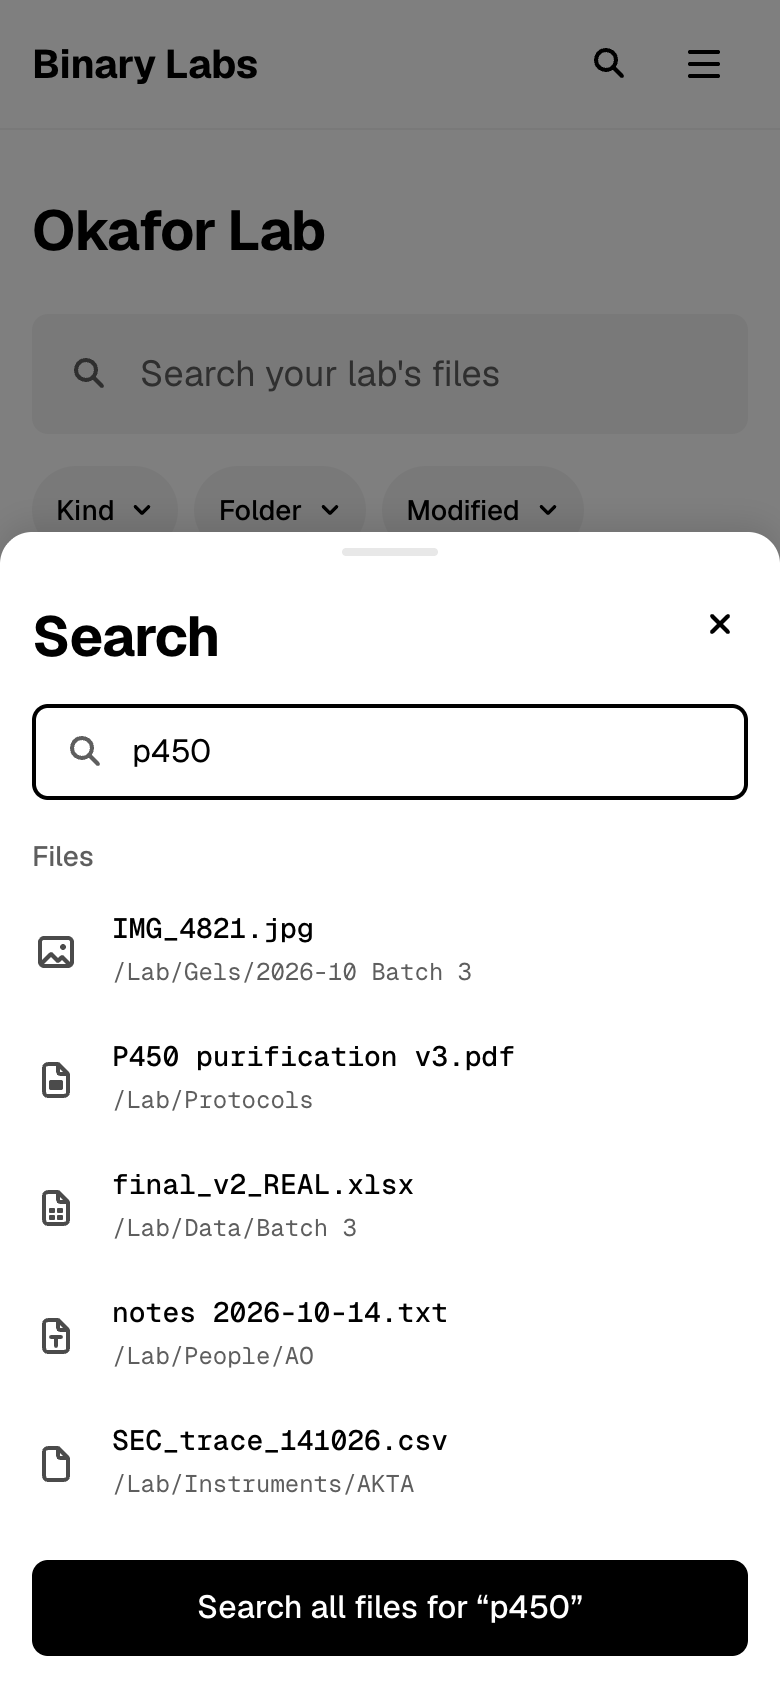 Binary Labs
Okafor Lab
Search your lab's files
Kind
Folder
Modified
Search
p450
Files
IMG_4821.jpg
/Lab/Gels/2026-10 Batch 3
P450 purification v3.pdf
/Lab/Protocols
final_v2_REAL.xlsx
/Lab/Data/Batch 3
notes 2026-10-14.txt
/Lab/People/AO
SEC_trace_141026.csv
/Lab/Instruments/AKTA
Search all files for “p450”